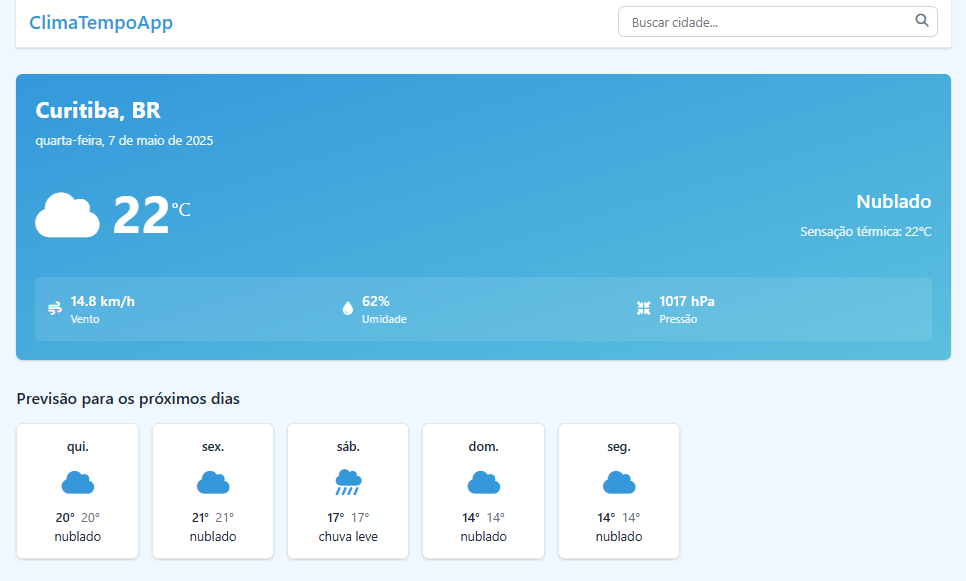 ClimaTempoApp
Buscar cidade...
Curitiba, BR
quarta-feira, 7 de maio de 2025
22°C
Nublado
Sensação térmica: 22°C
14.8 km/h
Vento
62%
Umidade
1017 hPa
Pressão
Previsão para os próximos dias
qui.
20° 20°
nublado
sex.
21° 21°
nublado
sáb.
17° 17°
chuva leve
dom.
14° 14°
nublado
seg.
14° 14°
nublado